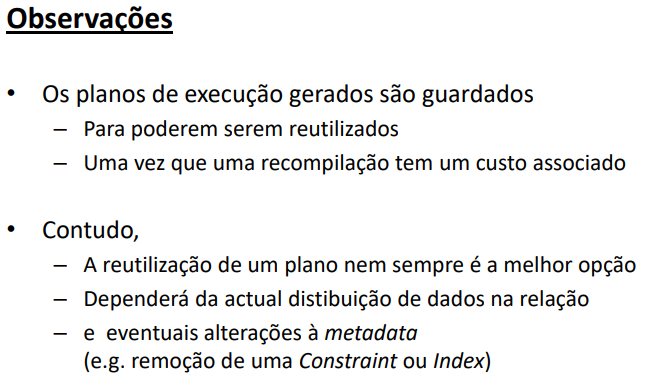 Observações
• Os planos de execução gerados são guardados
– Para poderem serem reutilizados
– Uma vez que uma recompilação tem um custo associado
• Contudo,
– A reutilização de um plano nem sempre é a melhor opção
– Dependerá da actual distibuição de dados na relação
– e eventuais alterações à metadata
(e.g. remoção de uma Constraint ou Index)